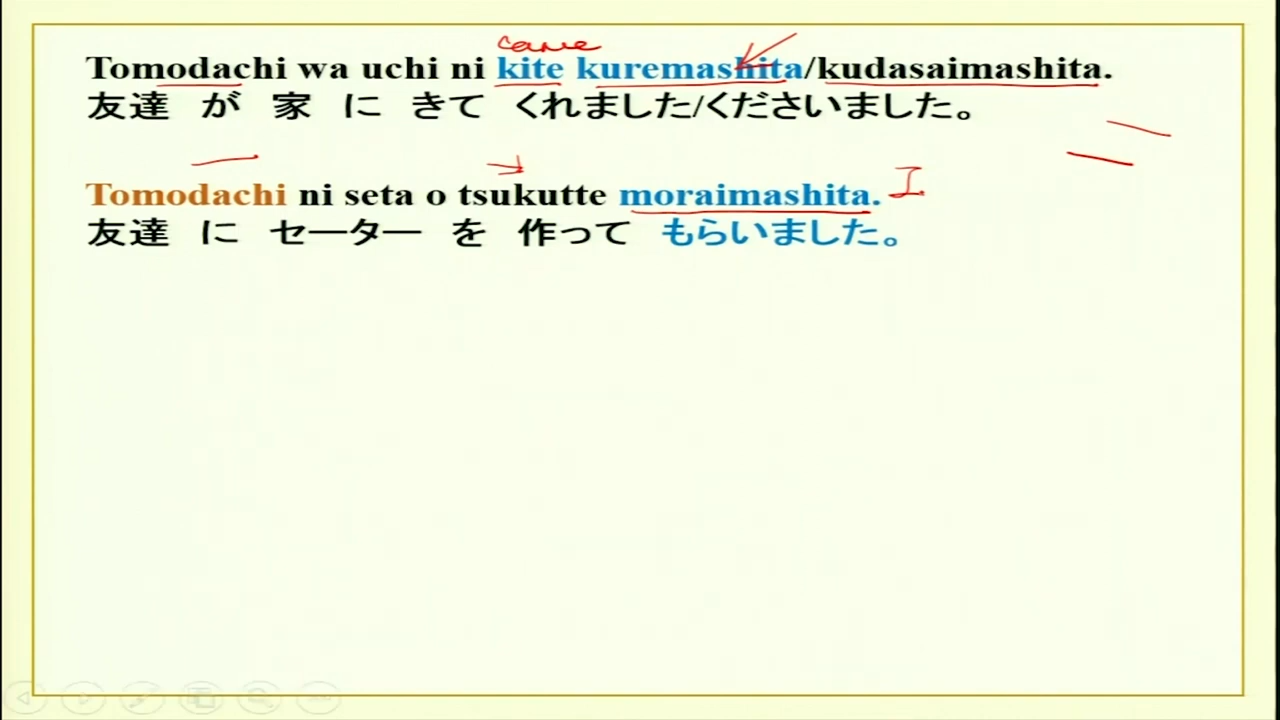 came
Tomodachi wa uchi ni kite kuremashita/kudasaimashita.
友達 が 家 に きて くれました/くださいました。
Tomodachi ni seta o tsukutte moraimashita. I
友達 に セーター を 作って もらいました。